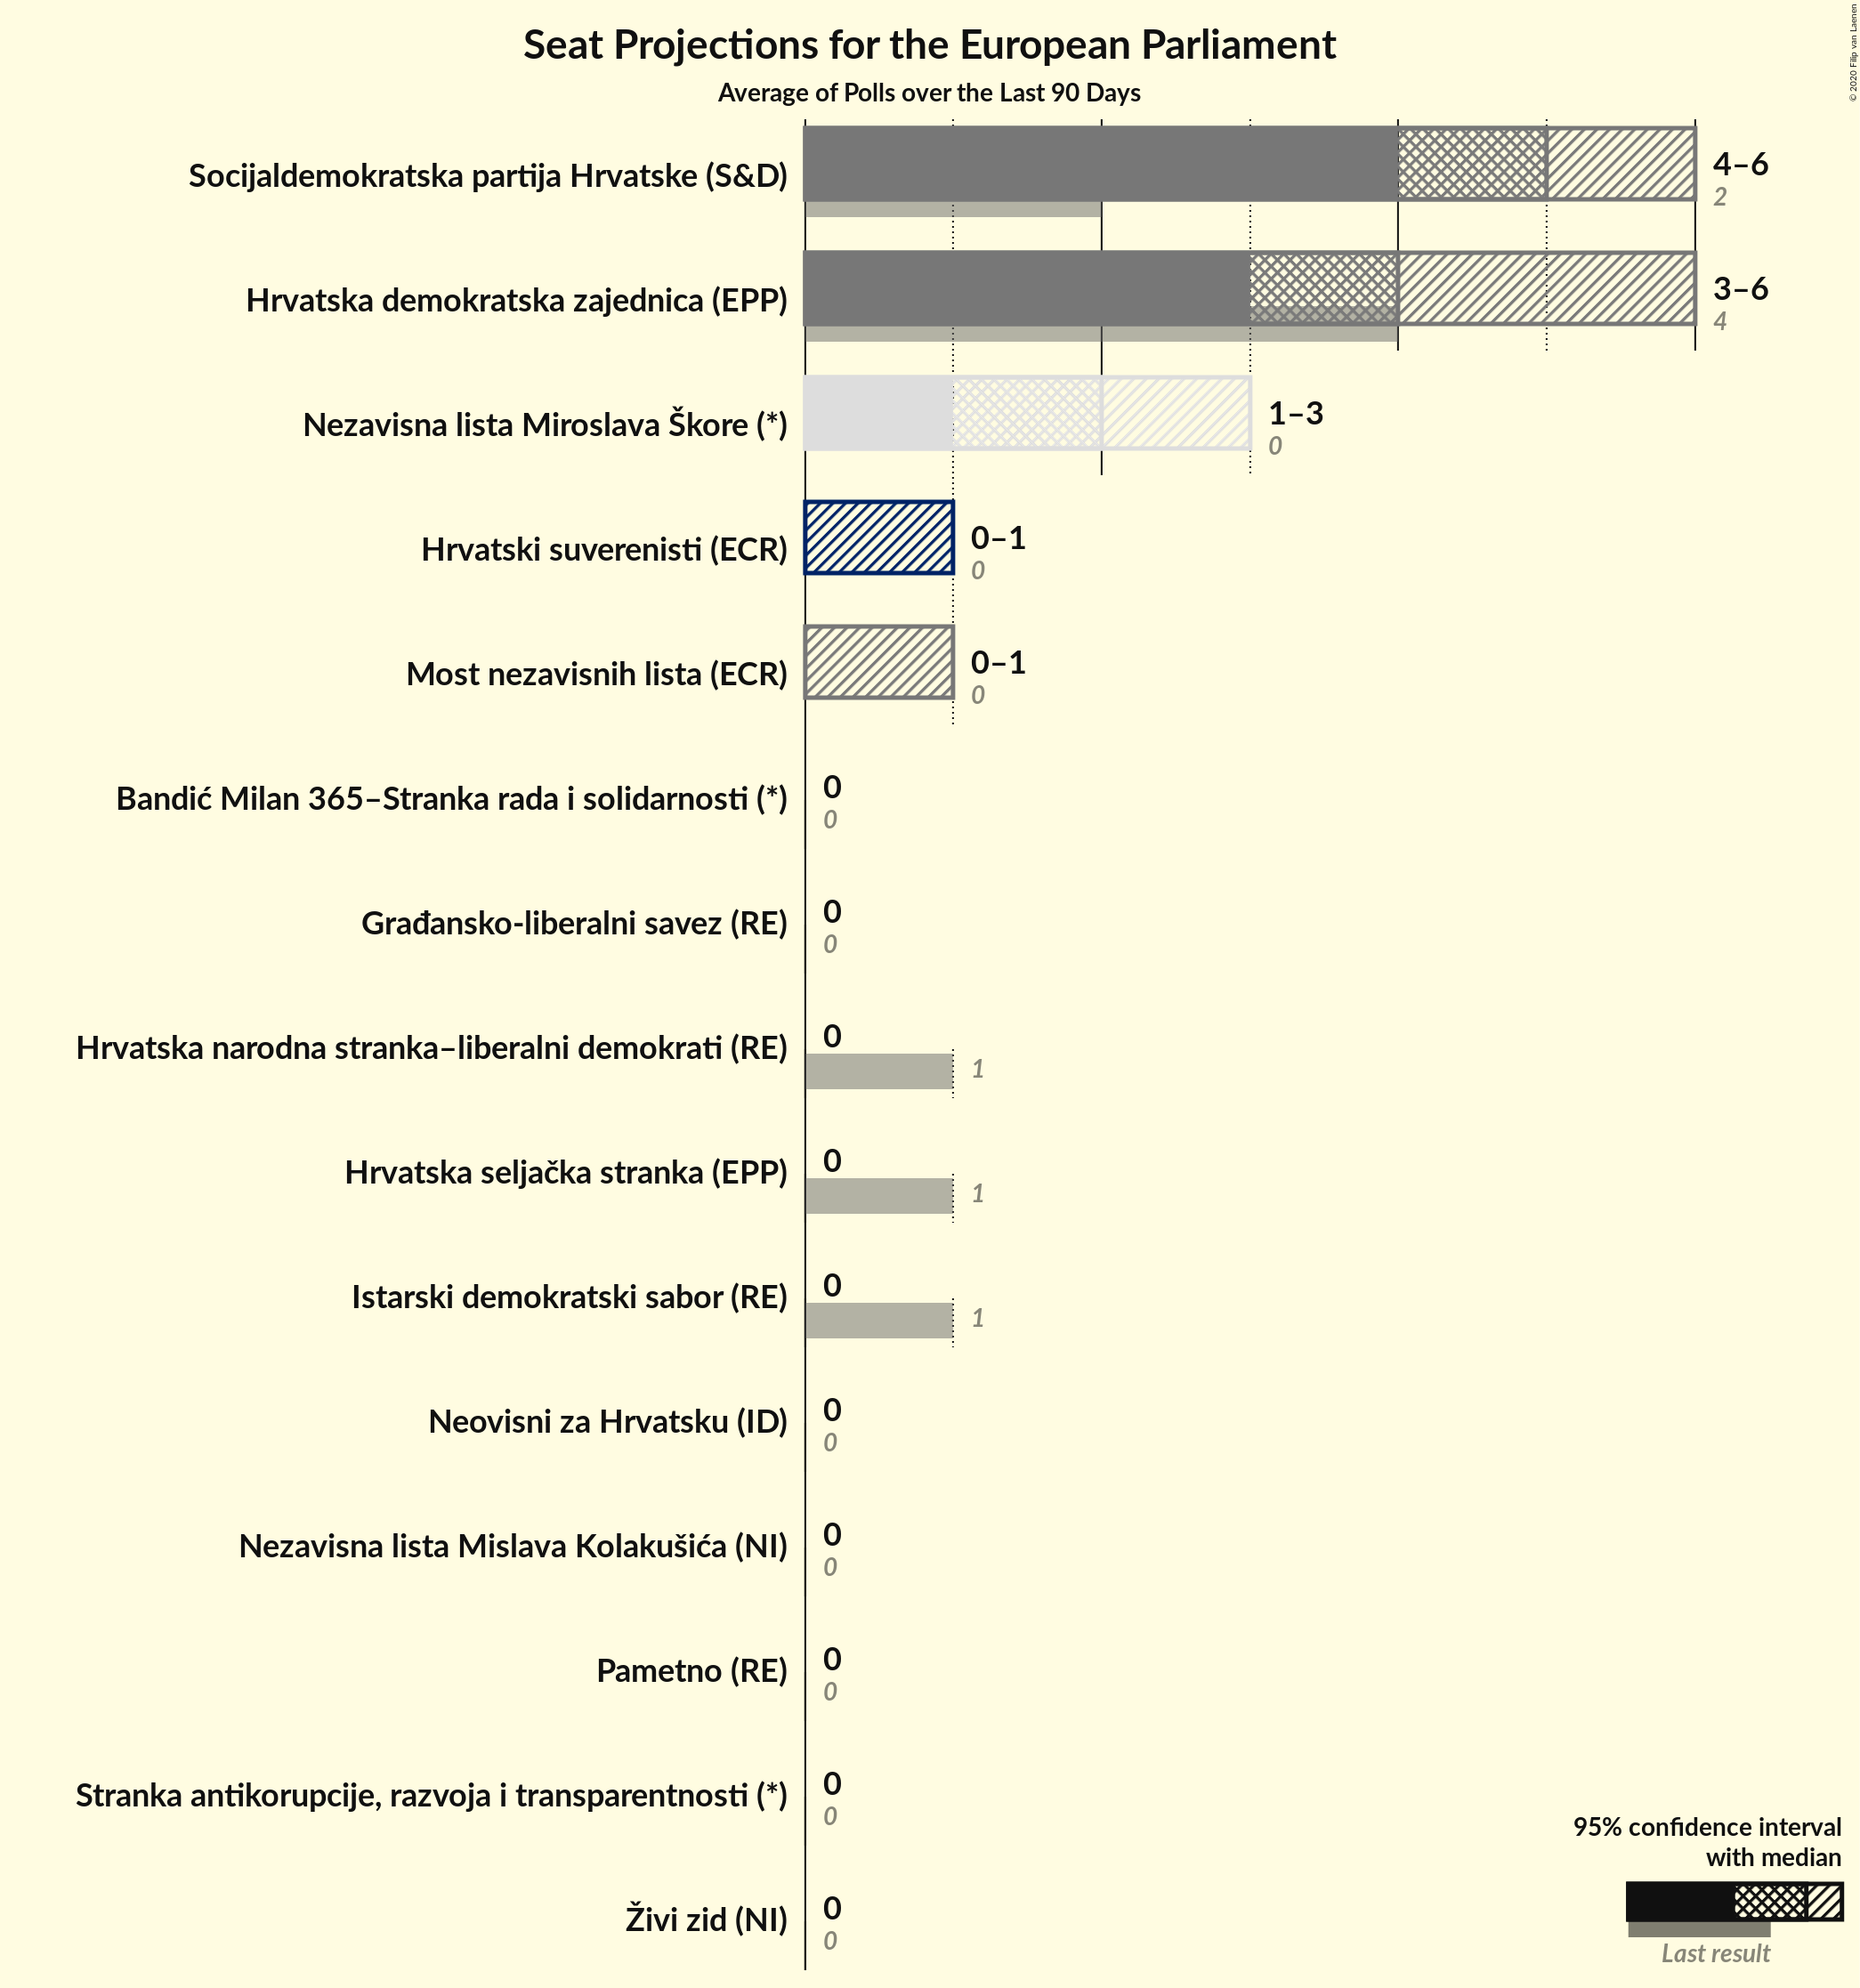 Seat Projections for the European Parliament
Average of Polls over the Last 90 Days
© 2020 Filip van Laenen
Socijaldemokratska partija Hrvatske (S&D)
4–6
2
Hrvatska demokratska zajednica (EPP)
3–6
4
Nezavisna lista Miroslava Škore (*)
1–3
0
Hrvatski suverenisti (ECR)
0–1
0
Most nezavisnih lista (ECR)
0–1
0
Bandić Milan 365–Stranka rada i solidarnosti (*)
0
0
Građansko-liberalni savez (RE)
0
0
Hrvatska narodna stranka–liberalni demokrati (RE)
0
1
Hrvatska seljačka stranka (EPP)
0
1
Istarski demokratski sabor (RE)
0
1
Neovisni za Hrvatsku (ID)
0
0
Nezavisna lista Mislava Kolakušića (NI)
0
0
Pametno (RE)
0
0
Stranka antikorupcije, razvoja i transparentnosti (*)
0
0
Živi zid (NI)
0
0
95% confidence interval
with median
Last result